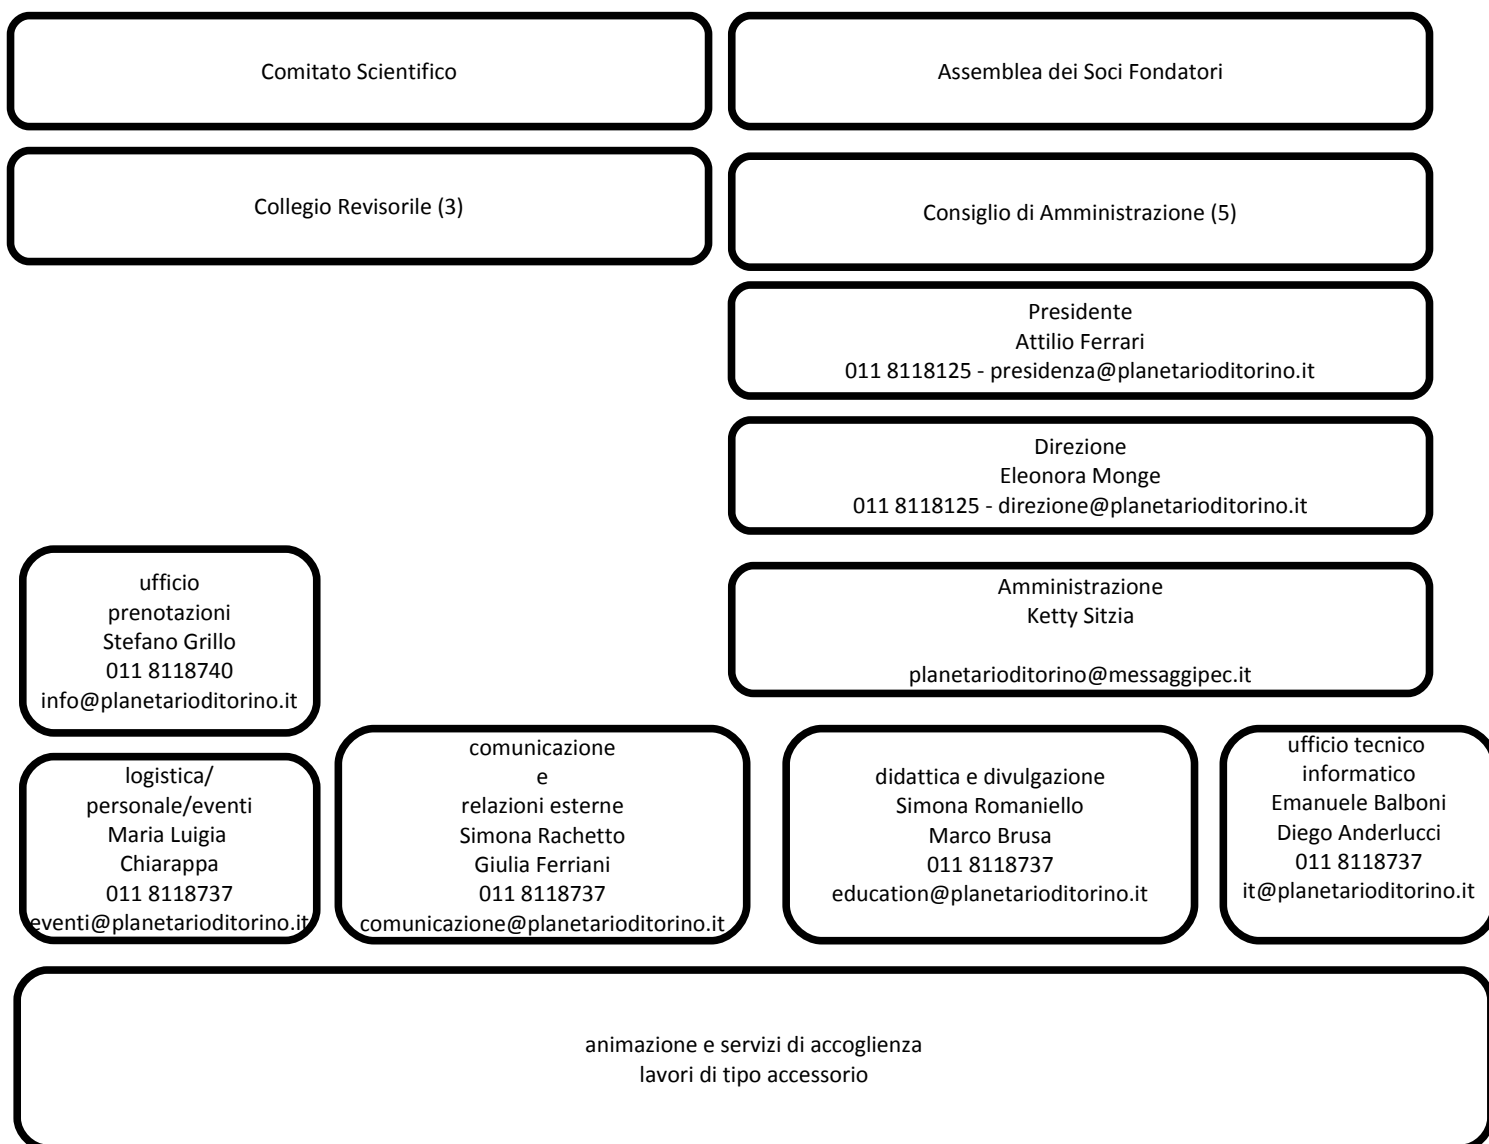 Comitato Scientifico
Assemblea dei Soci Fondatori
Collegio Revisorile (3)
Consiglio di Amministrazione (5)
Presidente
Attilio Ferrari
011 8118125 - presidenza@planetarioditorino.it
Direzione
Eleonora Monge
011 8118125 - direzione@planetarioditorino.it
ufficio
prenotazioni
Stefano Grillo
011 8118740
info@planetarioditorino.it
Amministrazione
Ketty Sitzia
planetarioditorino@messaggipec.it
logistica/
personale/eventi
Maria Luigia
Chiarappa
011 8118737
eventi@planetarioditorino.it
comunicazione
e
relazioni esterne
Simona Rachetto
Giulia Ferriani
011 8118737
comunicazione@planetarioditorino.it
didattica e divulgazione
Simona Romaniello
Marco Brusa
011 8118737
education@planetarioditorino.it
ufficio tecnico
informatico
Emanuele Balboni
Diego Anderlucci
011 8118737
it@planetarioditorino.it
animazione e servizi di accoglienza
lavori di tipo accessorio